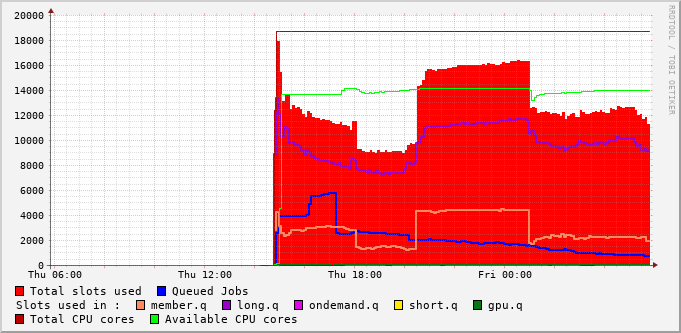 20000
18000
16000
14000
12000
10000
8000
6000
4000
2000
0
Thu 06:00 Thu 12:00 Thu 18:00 Fri 00:00
RRDTOOL / TOBI OETIKER
Total slots used Queued Jobs
Slots used in : member.q long.q ondemand.q short.q gpu.q
Total CPU cores Available CPU cores